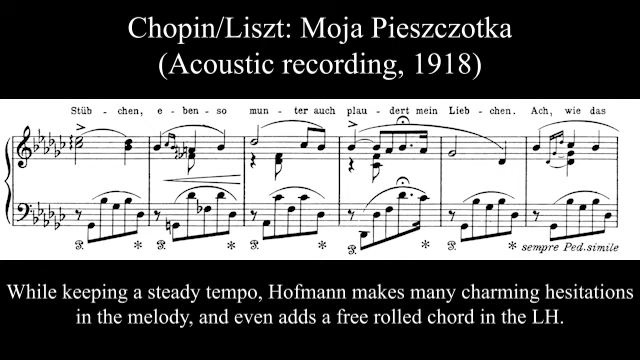 Chopin/Liszt: Moja Pieszczotka
(Acoustic recording, 1918)
Stüb - chen, e - ben - so mun - ter auch plau - dert mein Lieb - chen. Ach, wie das
sempre Ped. simile
While keeping a steady tempo, Hofmann makes many charming hesitations
in the melody, and even adds a free rolled chord in the LH.